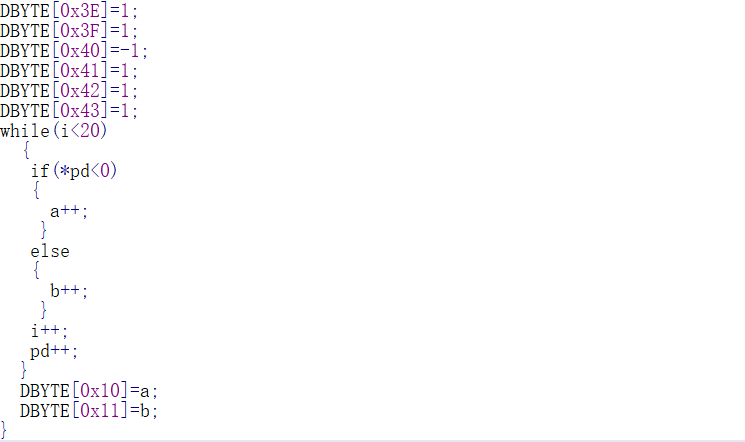 DBYTE[0x3E]=1;
DBYTE[0x3F]=1;
DBYTE[0x40]=-1;
DBYTE[0x41]=1;
DBYTE[0x42]=1;
DBYTE[0x43]=1;
while(i<20)
{
if(*pd<0)
{
a++;
}
else
{
b++;
}
i++;
pd++;
}
DBYTE[0x10]=a;
DBYTE[0x11]=b;
}